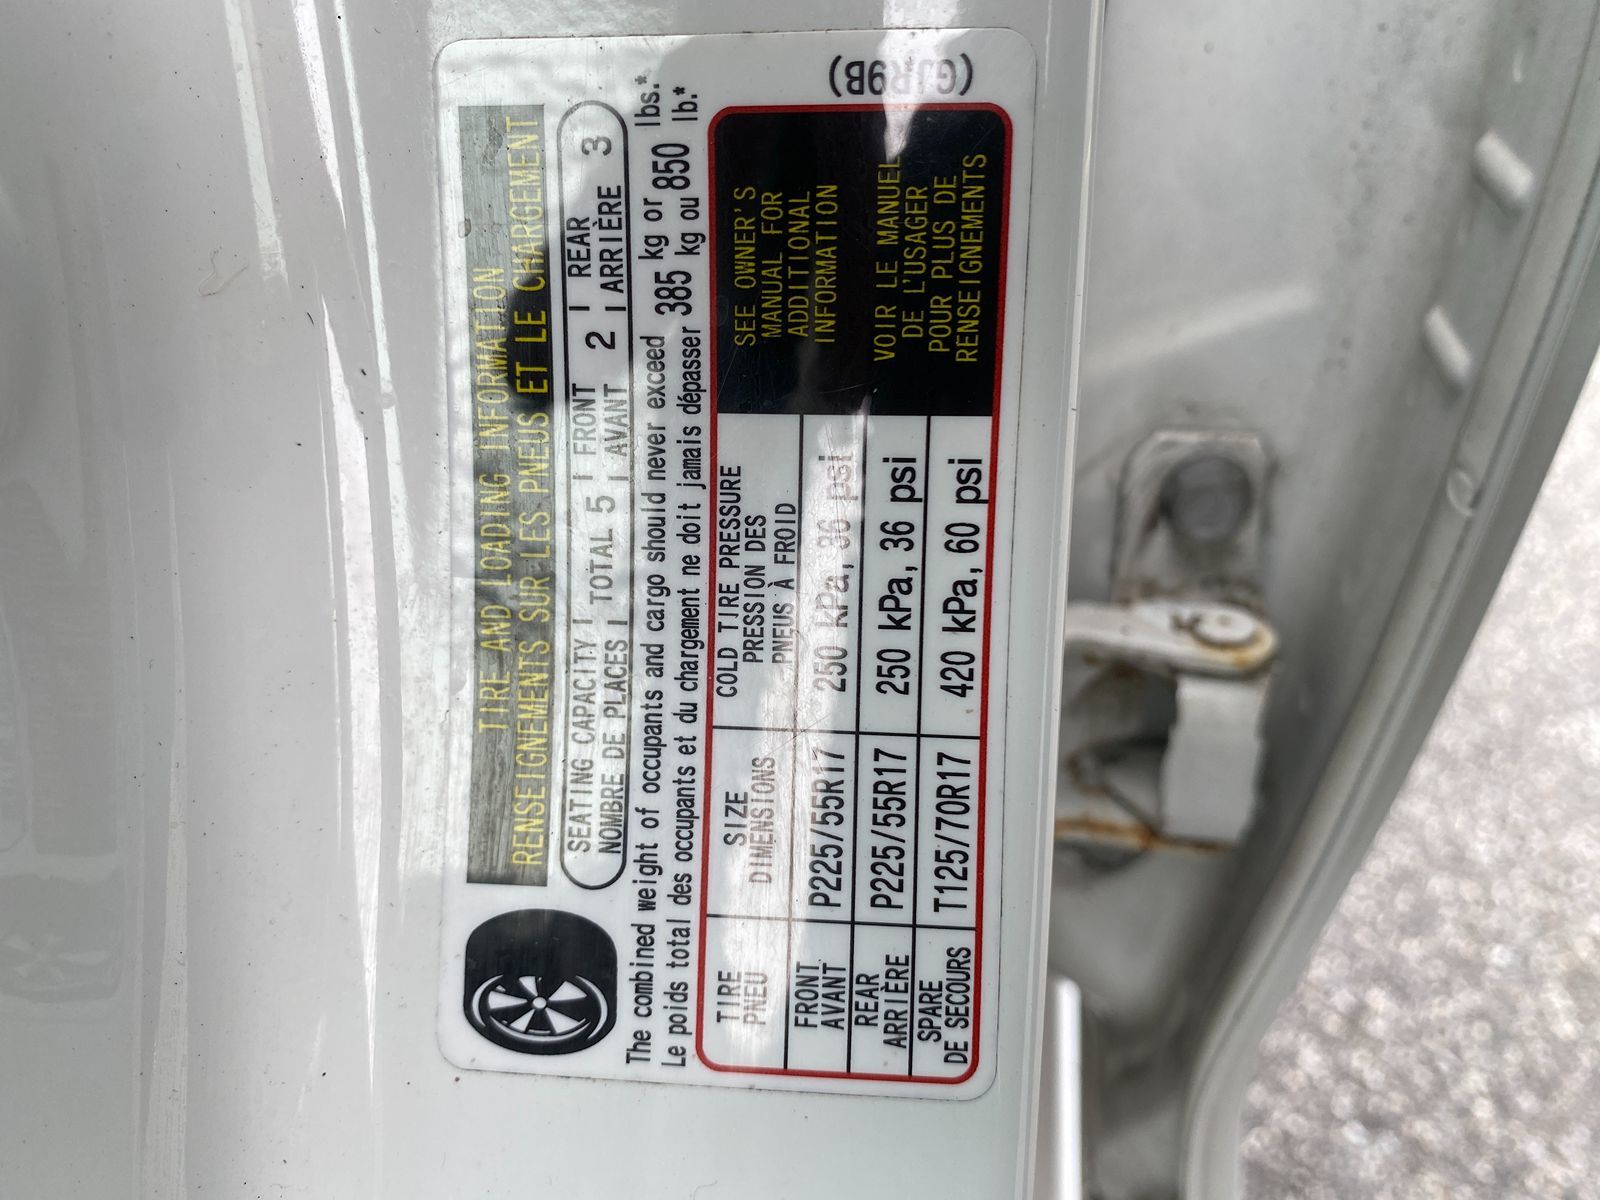 TIRE AND LOADING INFORMATION
RENSEIGNEMENTS SUR LES PNEUS ET LE CHARGEMENT
SEATING CAPACITY TOTAL 5 FRONT 2 REAR 3
NOMBRE DE PLACES AVANT ARRIÈRE
The combined weight of occupants and cargo should never exceed 385 kg or 850 lbs.*
Le poids total des occupants et du chargement ne doit jamais dépasser 385 kg ou 850 lb.*
TIRE SIZE COLD TIRE PRESSURE
PNEU DIMENSIONS PRESSION DES
PNEUS À FROID
FRONT
AVANT P225/55R17 250 kPa, 36 psi
REAR
ARRIÈRE P225/55R17 250 kPa, 36 psi
SPARE
DE SECOURS T125/70R17 420 kPa, 60 psi
SEE OWNER'S
MANUAL FOR
ADDITIONAL
INFORMATION
VOIR LE MANUEL
DE L'USAGER
POUR PLUS DE
RENSEIGNEMENTS
(GJR9B)